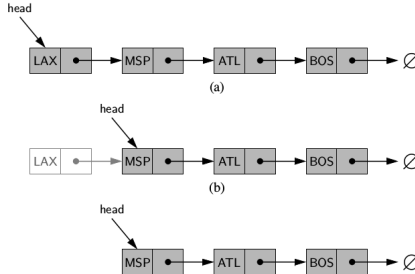 head
LAX MSP ATL BOS ∅
(a)
head
LAX MSP ATL BOS ∅
(b)
head
MSP ATL BOS ∅